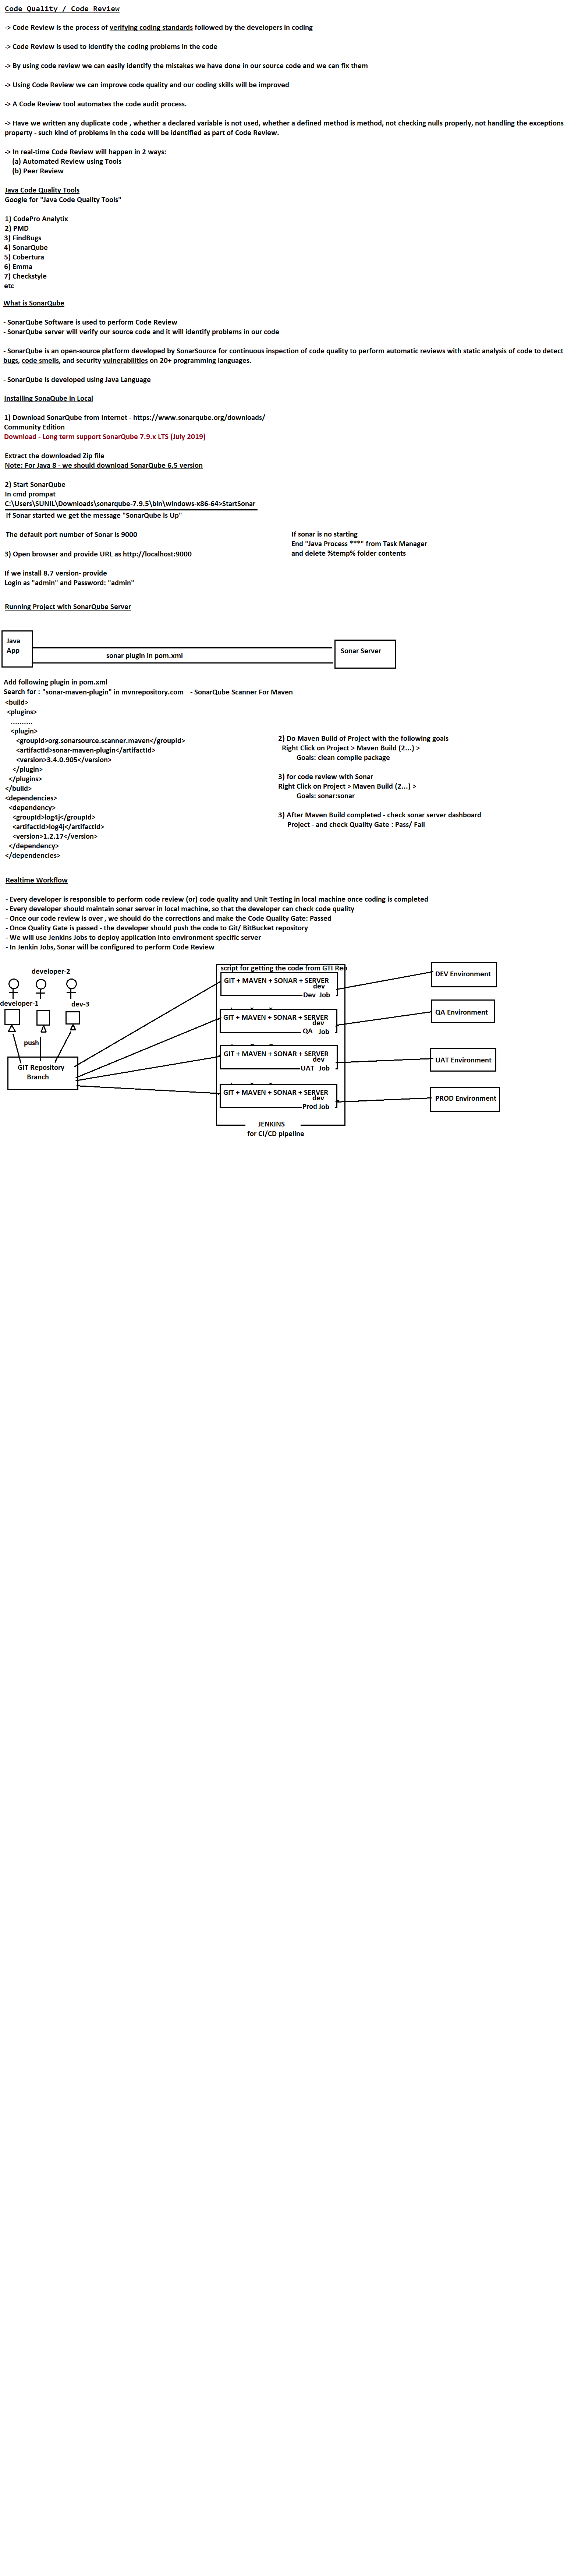 Code Quality / Code Review
-> Code Review is the process of verifying coding standards followed by the developers in coding
-> Code Review is used to identify the coding problems in the code
-> By using code review we can easily identify the mistakes we have done in our source code and we can fix them
-> Using Code Review we can improve code quality and our coding skills will be improved
-> A Code Review tool automates the code audit process.
-> Have we written any duplicate code , whether a declared variable is not used, whether a defined method is method, not checking nulls properly, not handling the exceptions
property - such kind of problems in the code will be identified as part of Code Review.
-> In real-time Code Review will happen in 2 ways:
(a) Automated Review using Tools
(b) Peer Review
Java Code Quality Tools
Google for "Java Code Quality Tools"
1) CodePro Analytix
2) PMD
3) FindBugs
4) SonarQube
5) Cobertura
6) Emma
7) Checkstyle
etc
What is SonarQube
- SonarQube Software is used to perform Code Review
- SonarQube server will verify our source code and it will identify problems in our code
- SonarQube is an open-source platform developed by SonarSource for continuous inspection of code quality to perform automatic reviews with static analysis of code to detect
bugs, code smells, and security vulnerabilities on 20+ programming languages.
- SonarQube is developed using Java Language
Installing SonaQube in Local
1) Download SonarQube from Internet - https://www.sonarqube.org/downloads/
Community Edition
Download - Long term support SonarQube 7.9.x LTS (July 2019)
Extract the downloaded Zip file
Note: For Java 8 - we should download SonarQube 6.5 version
2) Start SonarQube
In cmd prompat
C:\Users\SUNIL\Downloads\sonarqube-7.9.5\bin\windows-x86-64>StartSonar
If Sonar started we get the message "SonarQube is Up"
The default port number of Sonar is 9000
3) Open browser and provide URL as http://localhost:9000
If sonar is no starting
End "Java Process ***" from Task Manager
and delete %temp% folder contents
If we install 8.7 version- provide
Login as "admin" and Password: "admin"
Running Project with SonarQube Server
Java
App
sonar plugin in pom.xml
Sonar Server
Add following plugin in pom.xml
Search for : "sonar-maven-plugin" in mvnrepository.com - SonarQube Scanner For Maven
<build>
<plugins>
..........
<plugin>
<groupId>org.sonarsource.scanner.maven</groupId>
<artifactId>sonar-maven-plugin</artifactId>
<version>3.4.0.905</version>
</plugin>
</plugins>
</build>
<dependencies>
<dependency>
<groupId>log4j</groupId>
<artifactId>log4j</artifactId>
<version>1.2.17</version>
</dependency>
</dependencies>
2) Do Maven Build of Project with the following goals
Right Click on Project > Maven Build (2...) >
Goals: clean compile package
3) for code review with Sonar
Right Click on Project > Maven Build (2...) >
Goals: sonar:sonar
3) After Maven Build completed - check sonar server dashboard
Project - and check Quality Gate : Pass/ Fail
Realtime Workflow
- Every developer is responsible to perform code review (or) code quality and Unit Testing in local machine once coding is completed
- Every developer should maintain sonar server in local machine, so that the developer can check code quality
- Once our code review is over , we should do the corrections and make the Code Quality Gate: Passed
- Once Quality Gate is passed - the developer should push the code to Git/ BitBucket repository
- We will use Jenkins Jobs to deploy application into environment specific server
- In Jenkin Jobs, Sonar will be configured to perform Code Review
developer-2
developer-1
dev-3
push
GIT Repository
Branch
script for getting the code from GTI Reo
GIT + MAVEN + SONAR + SERVER
dev
Dev Job
GIT + MAVEN + SONAR + SERVER
dev
QA Job
GIT + MAVEN + SONAR + SERVER
dev
UAT Job
GIT + MAVEN + SONAR + SERVER
dev
Prod Job
JENKINS
for CI/CD pipeline
DEV Environment
QA Environment
UAT Environment
PROD Environment